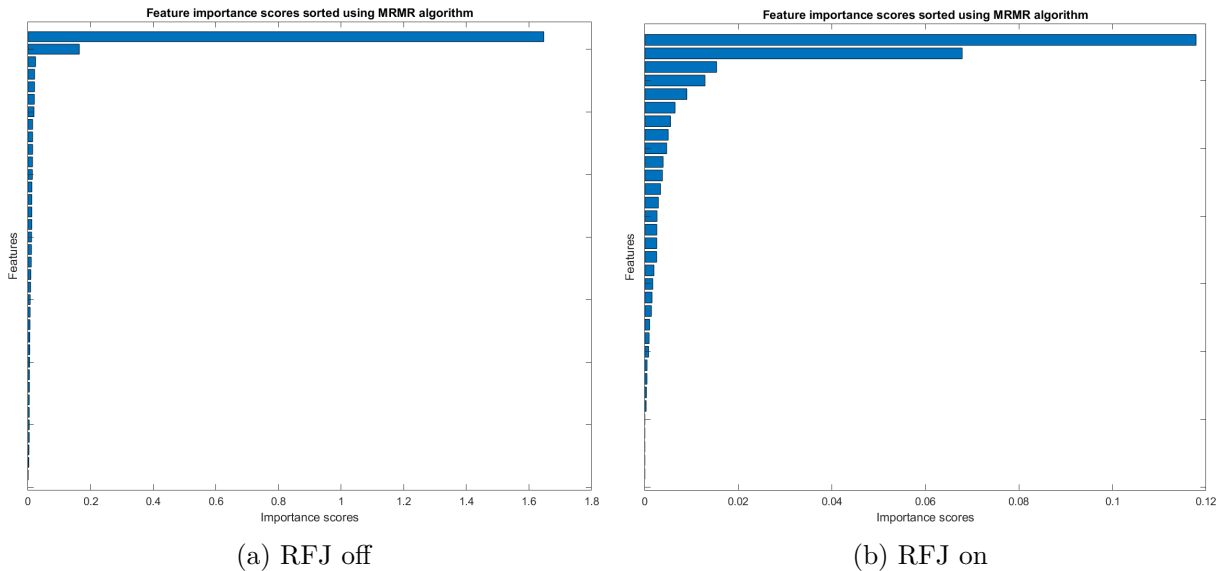 Feature importance scores sorted using MRMR algorithm
Features
0 0.2 0.4 0.6 0.8 1 1.2 1.4 1.6 1.8
Importance scores
(a) RFJ off
Feature importance scores sorted using MRMR algorithm
Features
0 0.02 0.04 0.06 0.08 0.1 0.12
Importance scores
(b) RFJ on